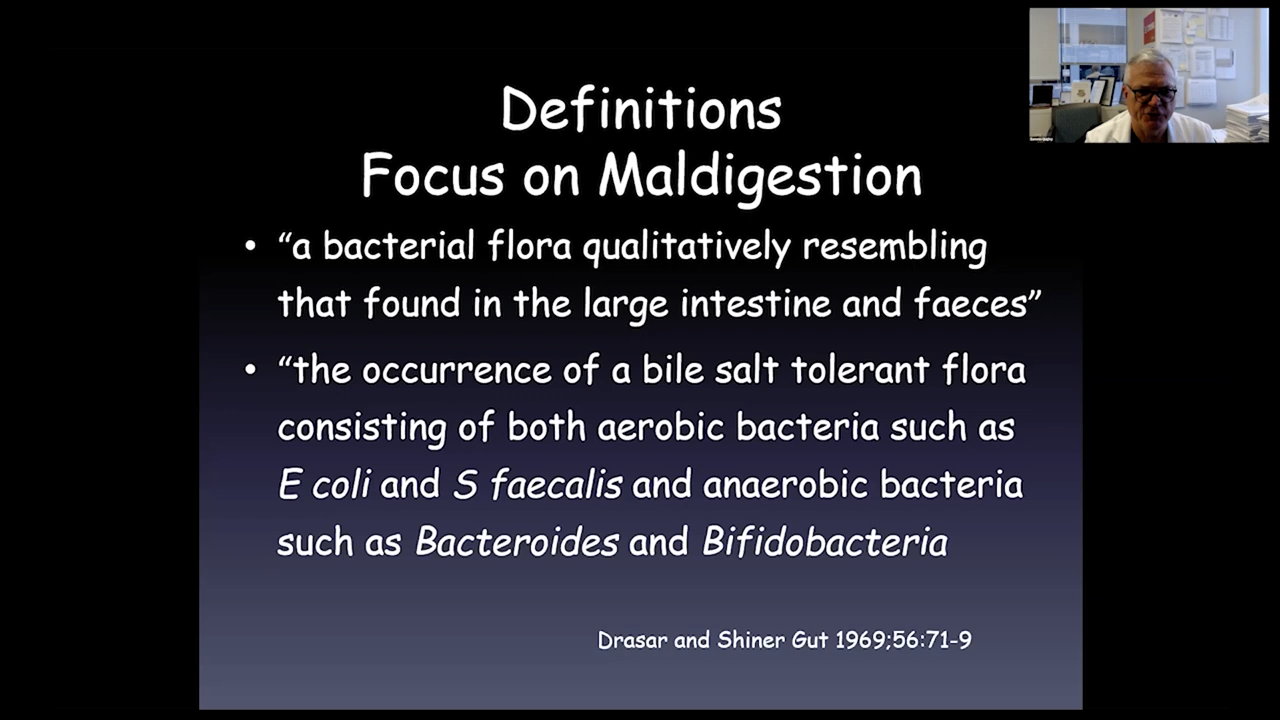 Definitions
Focus on Maldigestion
• “a bacterial flora qualitatively resembling
that found in the large intestine and faeces”
• “the occurrence of a bile salt tolerant flora
consisting of both aerobic bacteria such as
E coli and S faecalis and anaerobic bacteria
such as Bacteroides and Bifidobacteria
Drasar and Shiner Gut 1969;56:71-9